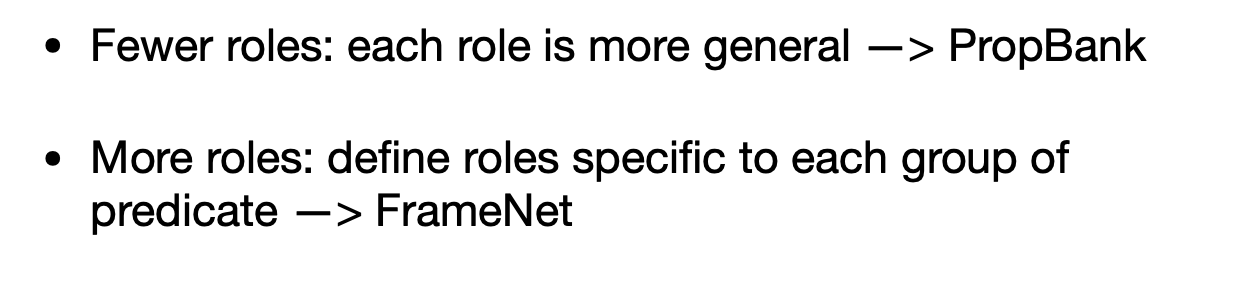 • Fewer roles: each role is more general —> PropBank
• More roles: define roles specific to each group of
predicate —> FrameNet